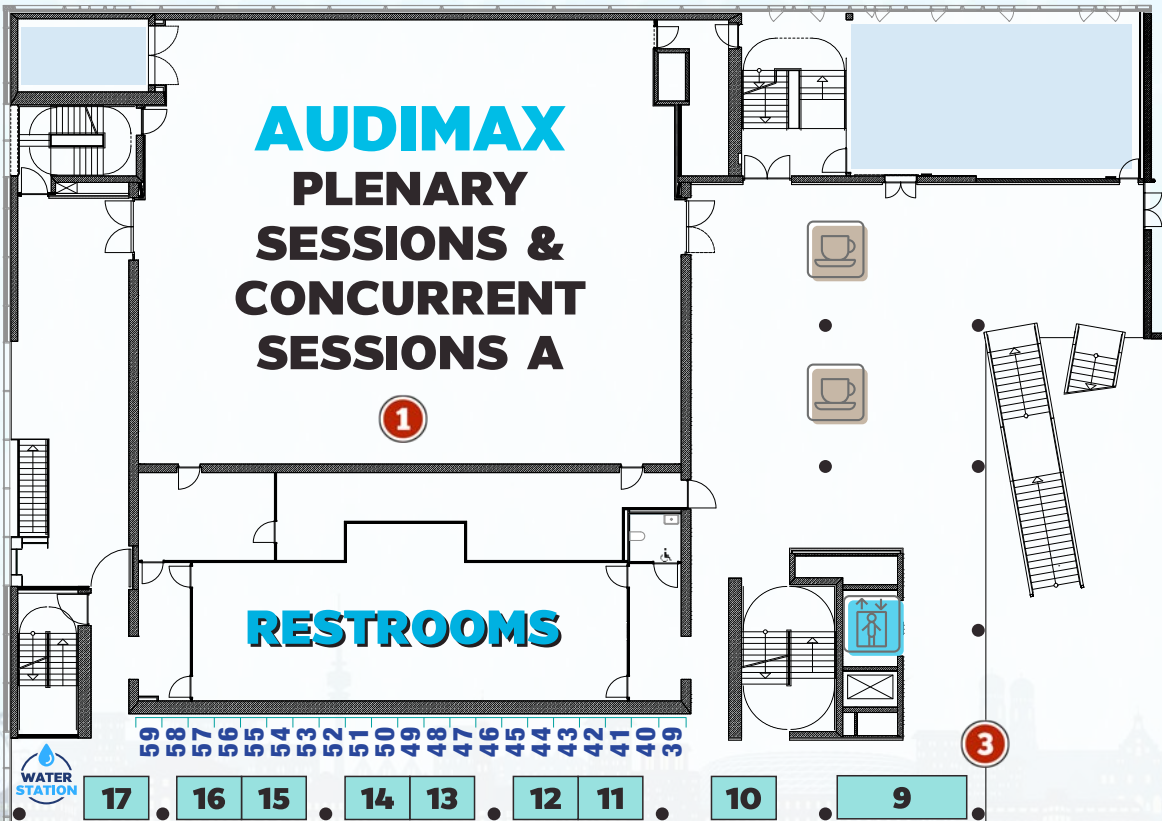 AUDIMAX
PLENARY
SESSIONS &
CONCURRENT
SESSIONS A
1
RESTROOMS
59 58 57 56 55 54 53 52 51 50 49 48 47 46 45 44 43 42 41 40 39
3
WATER
STATION
17 16 15 14 13 12 11 10 9